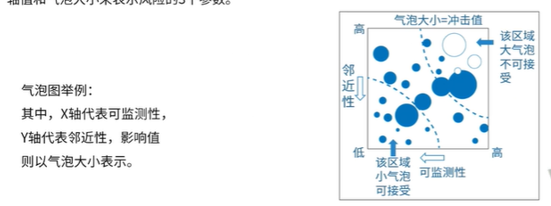 轴值和气泡大小来表示风险的3个参数。
气泡图举例：
其中，X轴代表可监测性，
Y轴代表邻近性，影响值
则以气泡大小表示。
气泡大小=冲击值
高
该区域
大气泡
不可接
受
邻
近
性
低
高
该区域
小气泡
可接受
可监测性